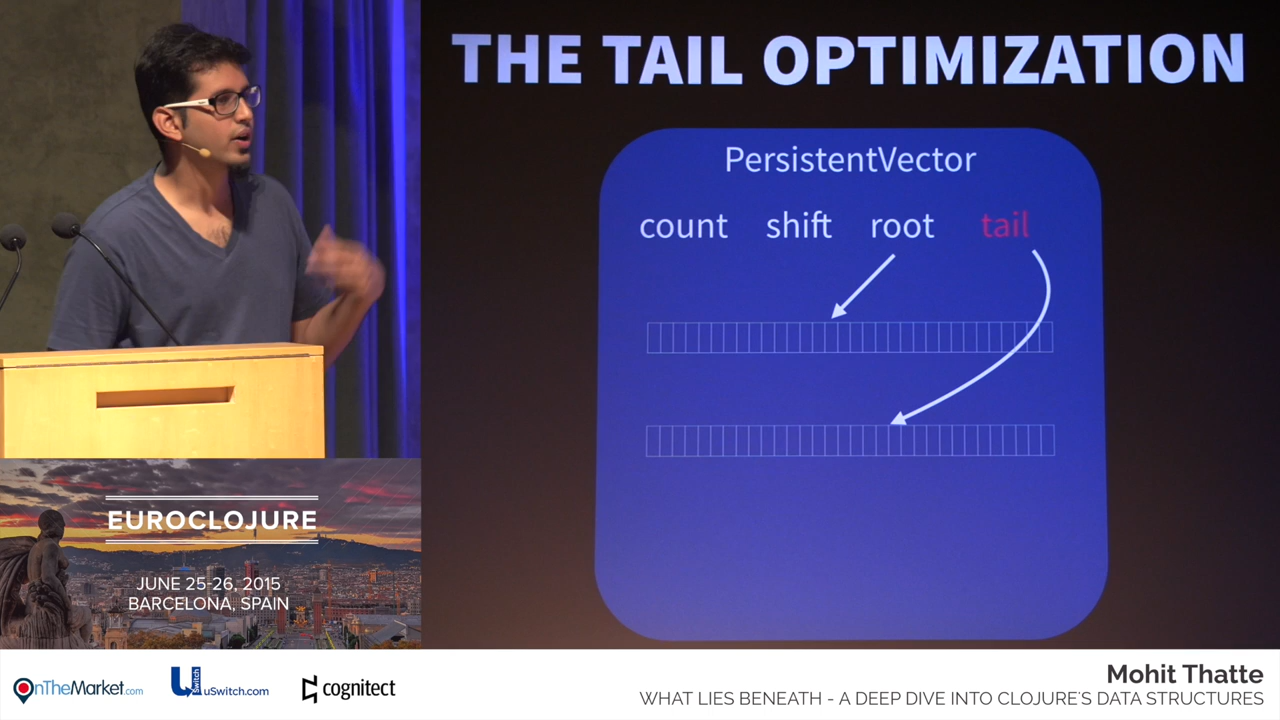 THE TAIL OPTIMIZATION
PersistentVector
count shift root tail
EUROCLOJURE
JUNE 25-26, 2015
BARCELONA, SPAIN
OnTheMarket.com
uSwitch
uSwitch.com
cognitect
Mohit Thatte
WHAT LIES BENEATH - A DEEP DIVE INTO CLOJURE'S DATA STRUCTURES